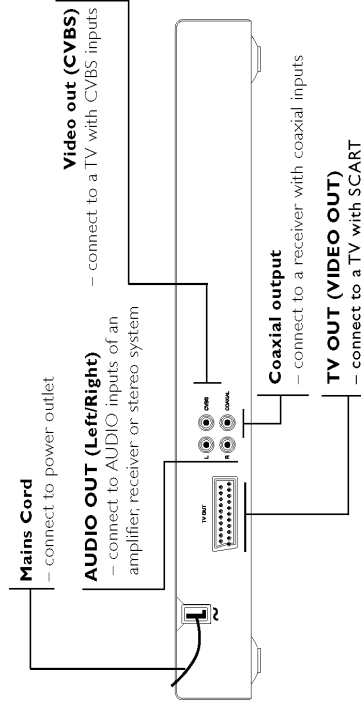 Mains Cord
– connect to power outlet
AUDIO OUT (Left/Right)
– connect to AUDIO inputs of an
amplifier, receiver or stereo system
Video out (CVBS)
– connect to a TV with CVBS inputs
TV OUT
L
R
CVBS
COAXIAL
~
Coaxial output
– connect to a receiver with coaxial inputs
TV OUT (VIDEO OUT)
– connect to a TV with SCART